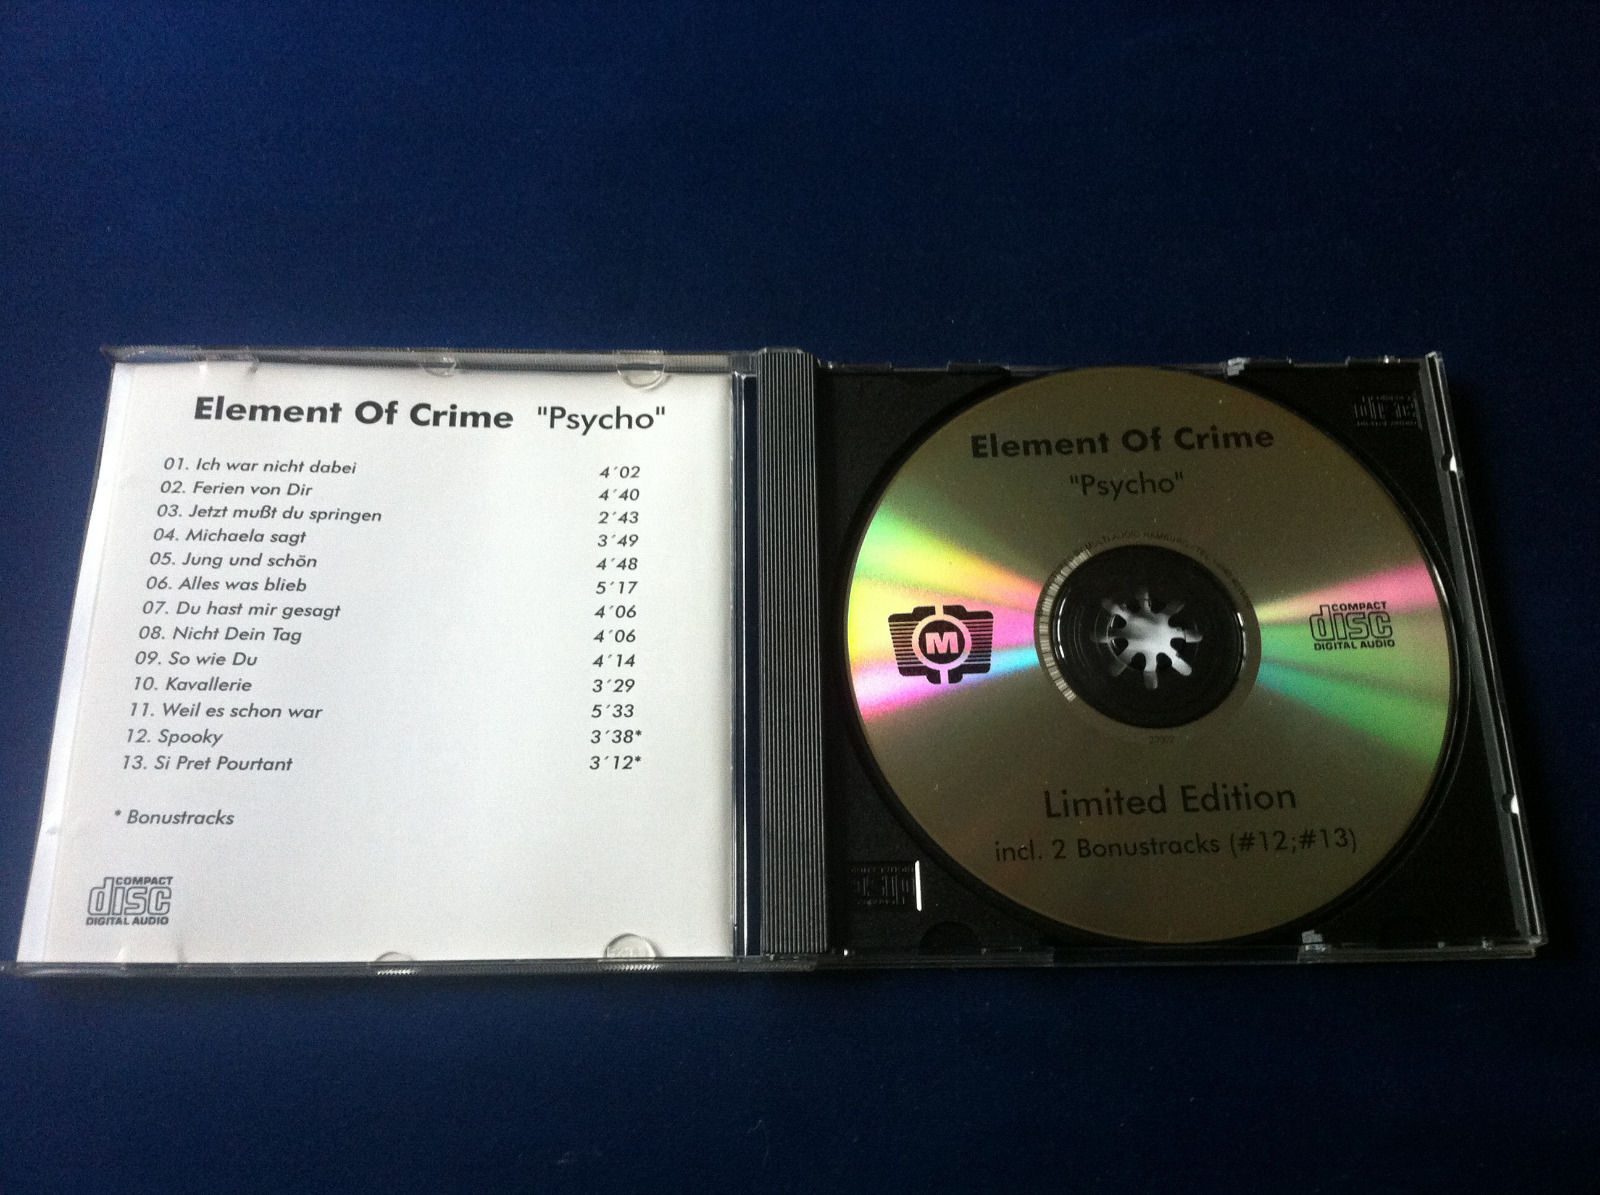 Element Of Crime "Psycho"
01. Ich war nicht dabei 4´02
02. Ferien von Dir 4´40
03. Jetzt mußt du springen 2´43
04. Michaela sagt 3´49
05. Jung und schön 4´48
06. Alles was blieb 5´17
07. Du hast mir gesagt 4´06
08. Nicht Dein Tag 4´06
09. So wie Du 4´14
10. Kavallerie 3´29
11. Weil es schon war 5´33
12. Spooky 3´38*
13. Si Pret Pourtant 3´12*
* Bonustracks
COMPACT
disc
DIGITAL AUDIO
Element Of Crime
"Psycho"
M
COMPACT
disc
DIGITAL AUDIO
Limited Edition
incl. 2 Bonustracks (#12;#13)